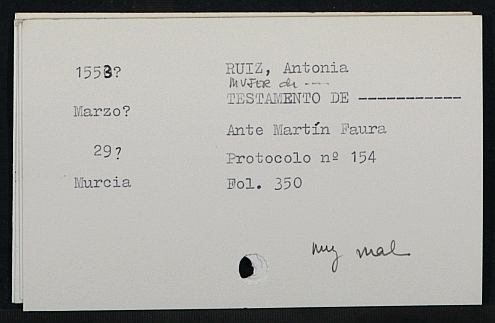 1553?
Marzo?
29?
Murcia
RUIZ, Antonia
MUJER de ----
TESTAMENTO DE -----------
Ante Martín Faura
Protocolo nº 154
Fol. 350
muy mal